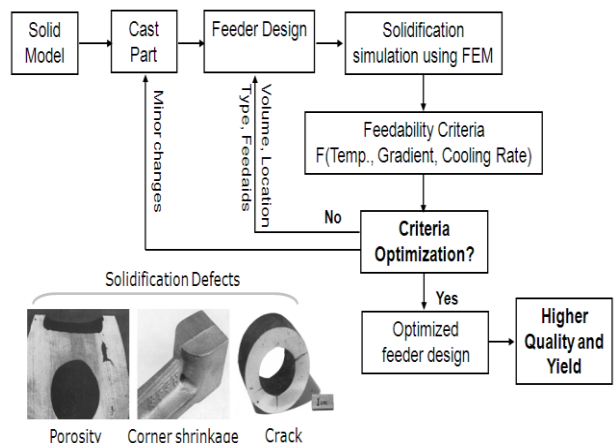 Solid
Model
Cast
Part
Feeder Design
Solidification
simulation using FEM
Minor changes
Volume, Location
Type, Feedaids
Feedability Criteria
F(Temp., Gradient, Cooling Rate)
No
Criteria
Optimization?
Yes
Solidification Defects
Optimized
feeder design
Higher
Quality and
Yield
1 cm
Porosity
Corner shrinkage
Crack